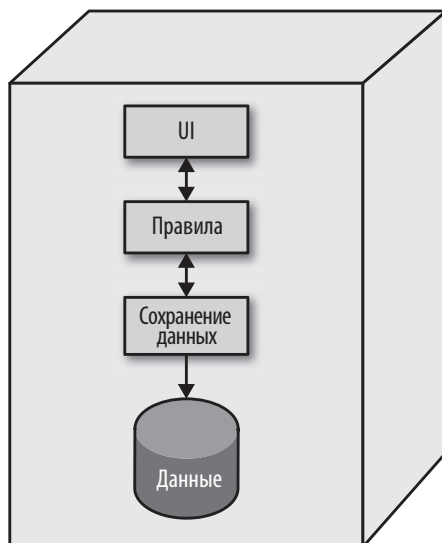 UI
Правила
Сохранение
данных
Данные